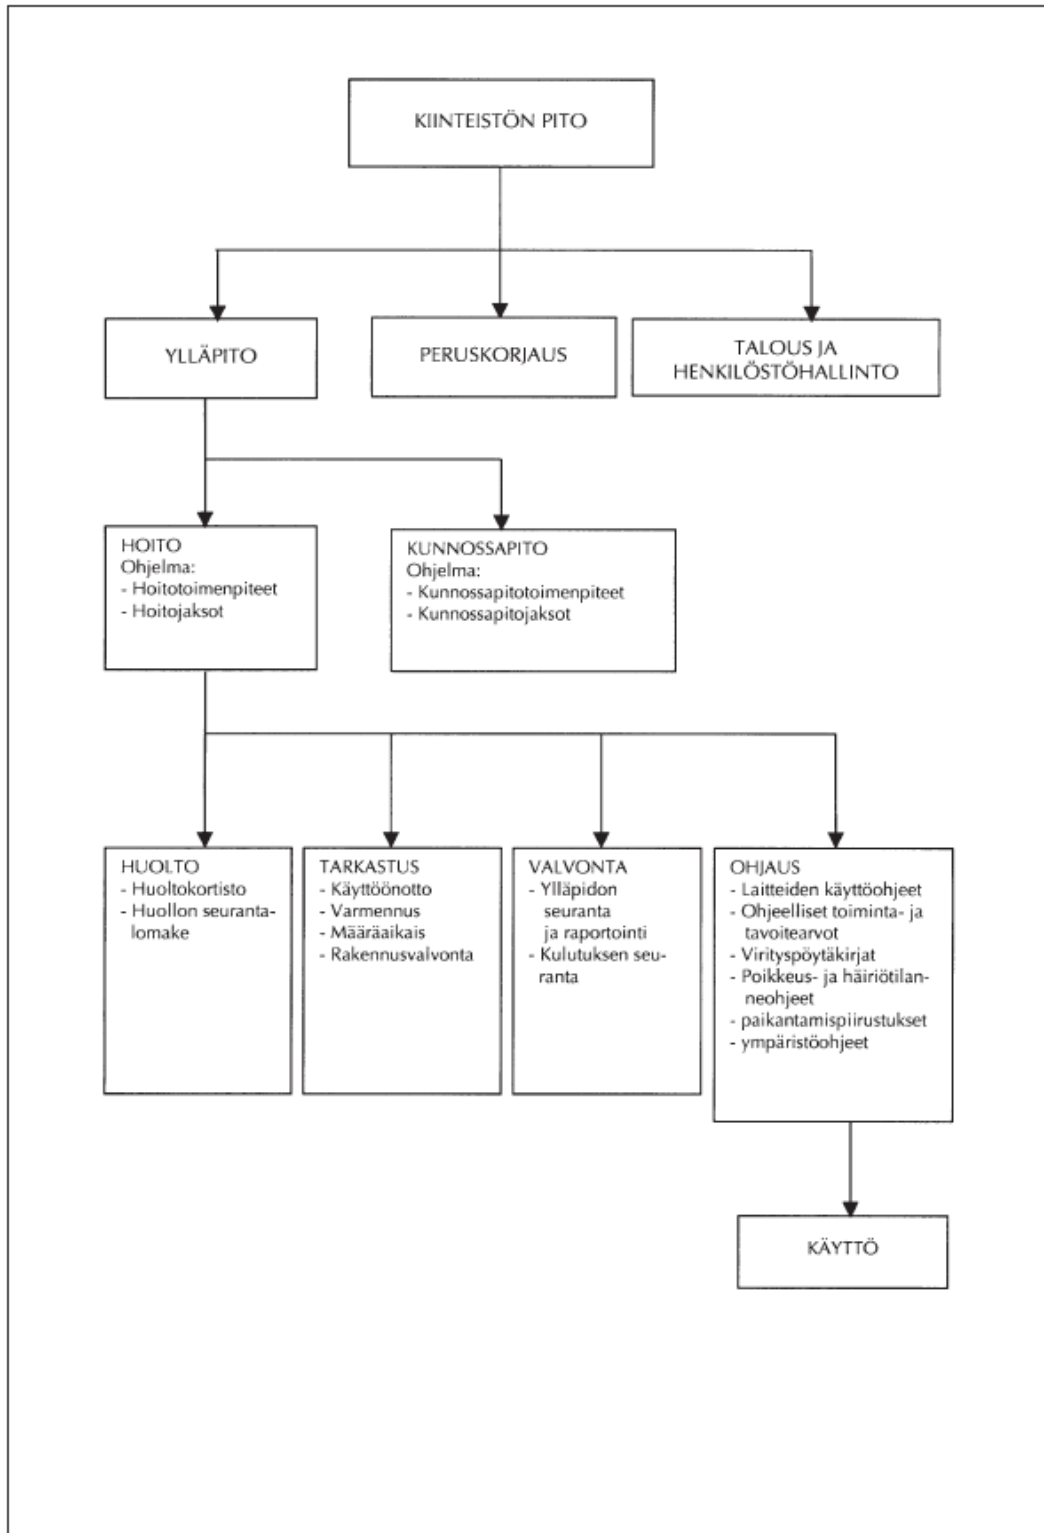 KIINTEISTÖN PITO
YLLÄPITO
PERUSKORJAUS
TALOUS JA
HENKILÖSTÖHALLINTO
HOITO
Ohjelma:
- Hoitotoimenpiteet
- Hoitojaksot
KUNNOSSAPITO
Ohjelma:
- Kunnossapitotoimenpiteet
- Kunnossapitojaksot
HUOLTO
- Huoltokortisto
- Huollon seuranta-
lomake
TARKASTUS
- Käyttöönotto
- Varmennus
- Määräaikais
- Rakennusvalvonta
VALVONTA
- Ylläpidon
seuranta
ja raportointi
- Kulutuksen seu-
ranta
OHJAUS
- Laitteiden käyttöohjeet
- Ohjeelliset toiminta- ja
tavoitearvot
- Virityspöytäkirjat
- Poikkeus- ja häiriötilan-
neohjeet
- paikantamispiirustukset
- ympäristöohjeet
KÄYTTÖ